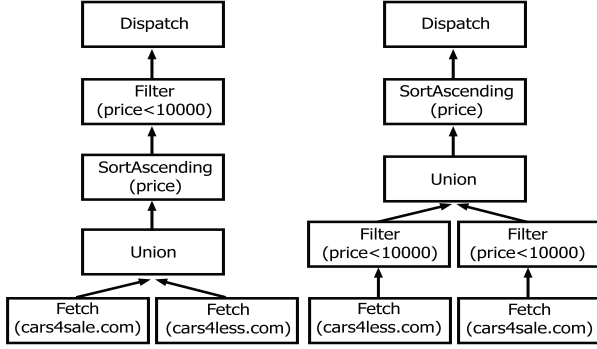 Dispatch
Filter
(price<10000)
SortAscending
(price)
Union
Fetch
(cars4sale.com)
Fetch
(cars4less.com)
Dispatch
SortAscending
(price)
Union
Filter
(price<10000)
Filter
(price<10000)
Fetch
(cars4less.com)
Fetch
(cars4sale.com)